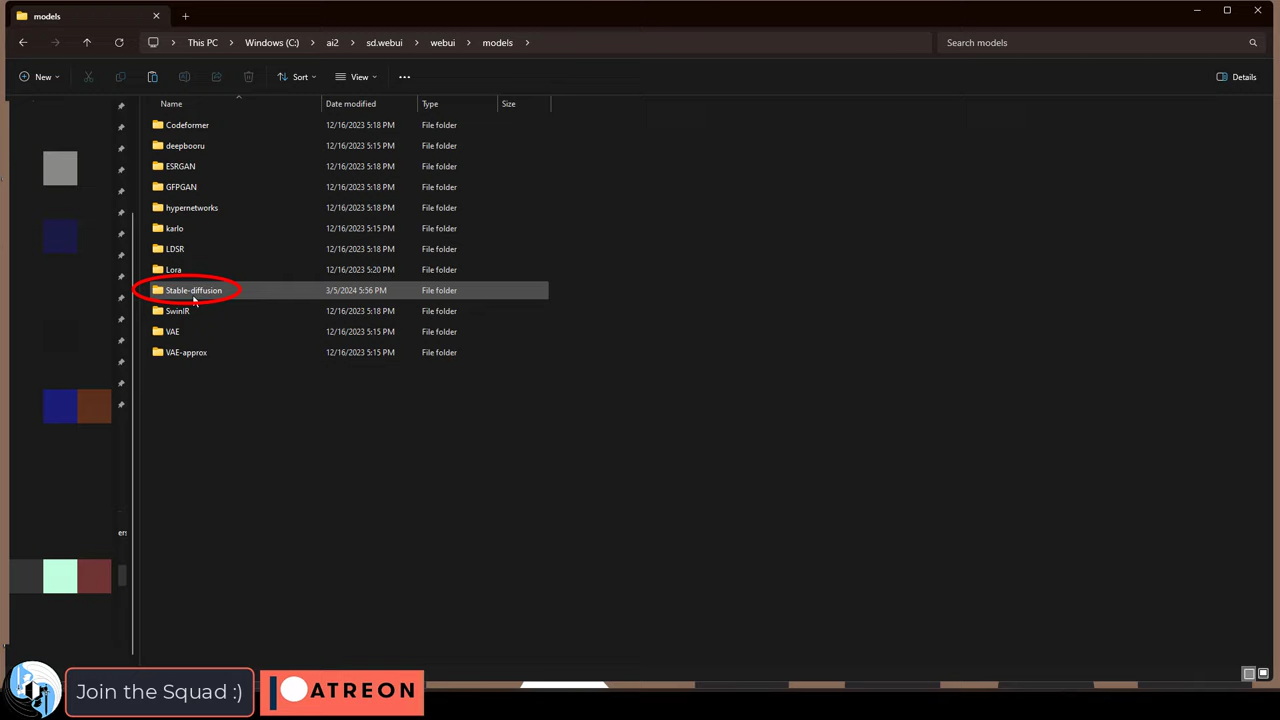 models
This PC Windows (C:) ai2 sd.webui webui models
Search models
New Sort View Details
Name Date modified Type Size
Codeformer 12/16/2023 5:18 PM File folder
deepbooru 12/16/2023 5:15 PM File folder
ESRGAN 12/16/2023 5:18 PM File folder
GFPGAN 12/16/2023 5:18 PM File folder
hypernetworks 12/16/2023 5:18 PM File folder
karlo 12/16/2023 5:15 PM File folder
LDSR 12/16/2023 5:18 PM File folder
Lora 12/16/2023 5:20 PM File folder
Stable-diffusion 3/5/2024 5:56 PM File folder
SwinIR 12/16/2023 5:18 PM File folder
VAE 12/16/2023 5:15 PM File folder
VAE-approx 12/16/2023 5:15 PM File folder
ers
Join the Squad :)
PATREON